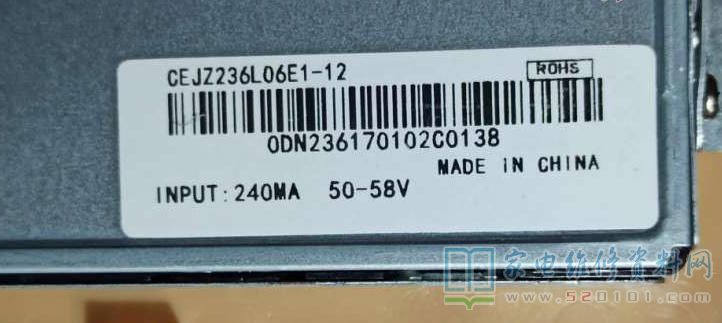 CEJZ236L06E1-12
ROHS
0DN236170102C0138
MADE iN CHINA
INPUT: 240MA 50-58V
家电维修资料网
www.520101.com